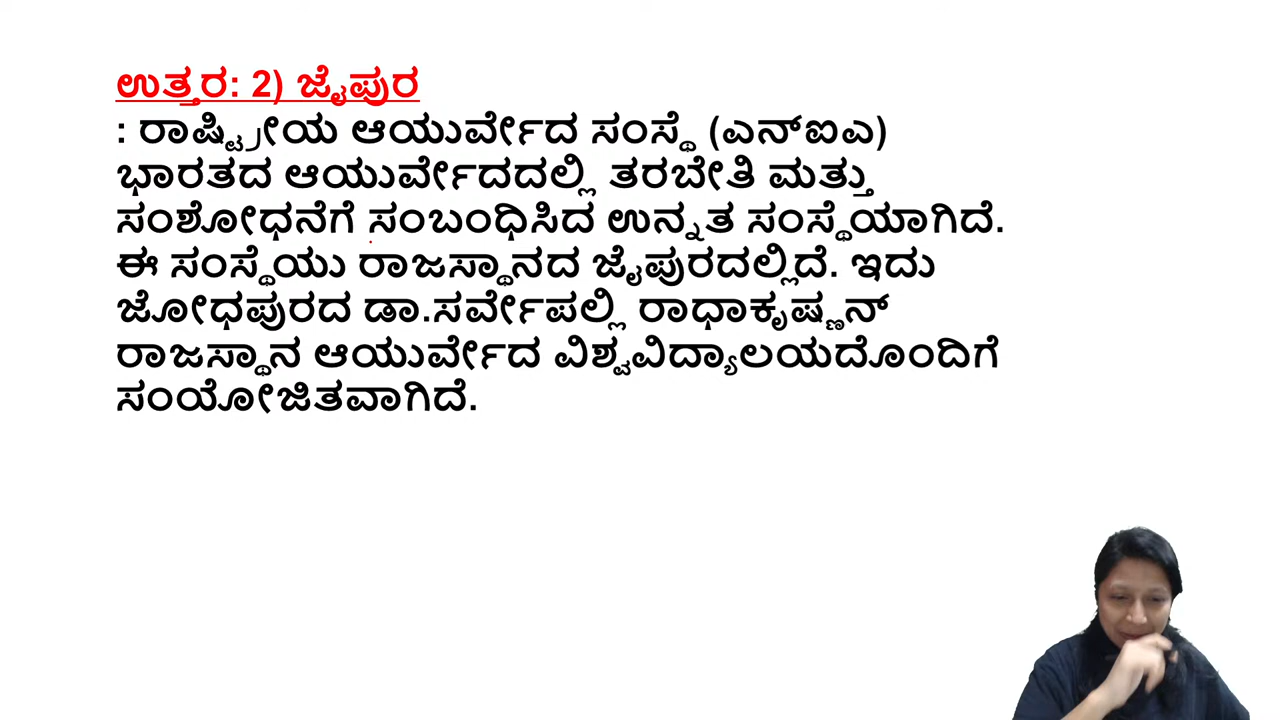 ಉತ್ತರ: 2) ಜೈಪುರ
: ರಾಷ್ಟ್ರೀಯ ಆಯುರ್ವೇದ ಸಂಸ್ಥೆ (ಎನ್ಐಎ)
ಭಾರತದ ಆಯುರ್ವೇದದಲ್ಲಿ ತರಬೇತಿ ಮತ್ತು
ಸಂಶೋಧನೆಗೆ ಸಂಬಂಧಿಸಿದ ಉನ್ನತ ಸಂಸ್ಥೆಯಾಗಿದೆ.
ಈ ಸಂಸ್ಥೆಯು ರಾಜಸ್ಥಾನದ ಜೈಪುರದಲ್ಲಿದೆ. ಇದು
ಜೋಧಪುರದ ಡಾ.ಸರ್ವೇಪಲ್ಲಿ ರಾಧಾಕೃಷ್ಣನ್
ರಾಜಸ್ಥಾನ ಆಯುರ್ವೇದ ವಿಶ್ವವಿದ್ಯಾಲಯದೊಂದಿಗೆ
ಸಂಯೋಜಿತವಾಗಿದೆ.